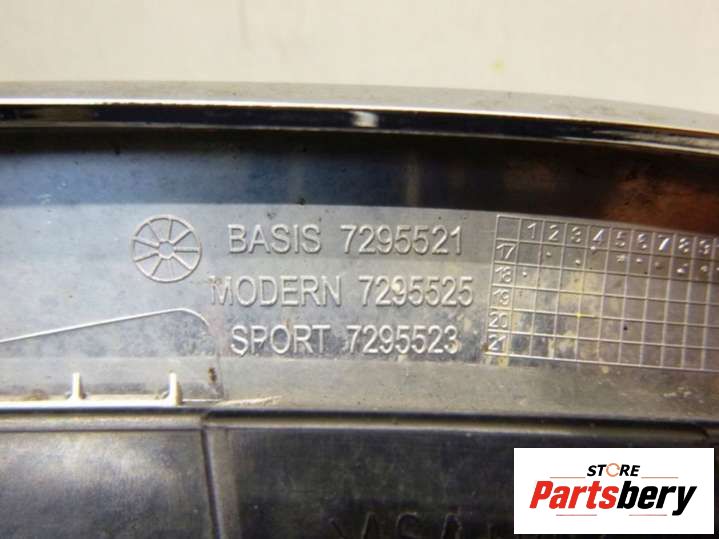 BASIS 7295521
MODERN 7295525
SPORT 7295523
1 2 3 4 5 6 7 8 9
17
18
19
20
21
STORE
Partsbery